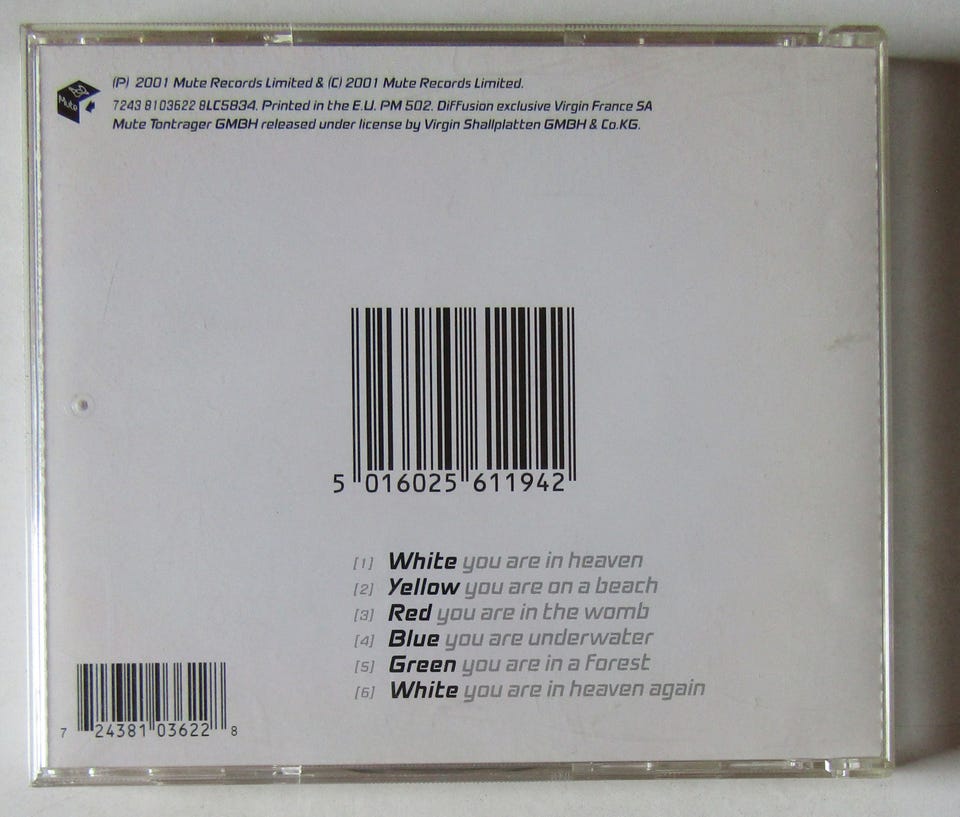 (P) 2001 Mute Records Limited & (C) 2001 Mute Records Limited.
7243 8103622 8LC5834. Printed in the E.U. PM 502. Diffusion exclusive Virgin France SA
Mute Tontrager GMBH released under license by Virgin Shallplatten GMBH & Co.KG.
Mute
5 016025 611942
[1] White you are in heaven
[2] Yellow you are on a beach
[3] Red you are in the womb
[4] Blue you are underwater
[5] Green you are in a forest
[6] White you are in heaven again
7 24381 03622 8